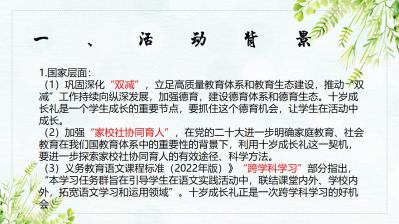 一、活动背景
1.国家层面：
（1）巩固深化“双减”，立足高质量教育体系和教育生态建设，推动“双
减”工作持续向纵深发展，加强德育，建设德育体系和德育生态。十岁成
长礼是一个学生成长的重要节点，要抓住这个德育机会，让学生在活动中
成长。
（2）加强“家校社协同育人”，在党的二十大进一步明确家庭教育、社会
教育在我们国教育体系中的重要性的背景下，利用十岁成长礼这一契机，
要进一步探索家校社协同育人的有效途径、科学方法。
（3）义务教育语文课程标准（2022年版）》“跨学科学习”部分指出，
“本学习任务群旨在引导学生在语文实践活动中，联结课堂内外、学校内
外，拓宽语文学习和运用领域”。十岁成长礼正是一次跨学科学习的好机
会。